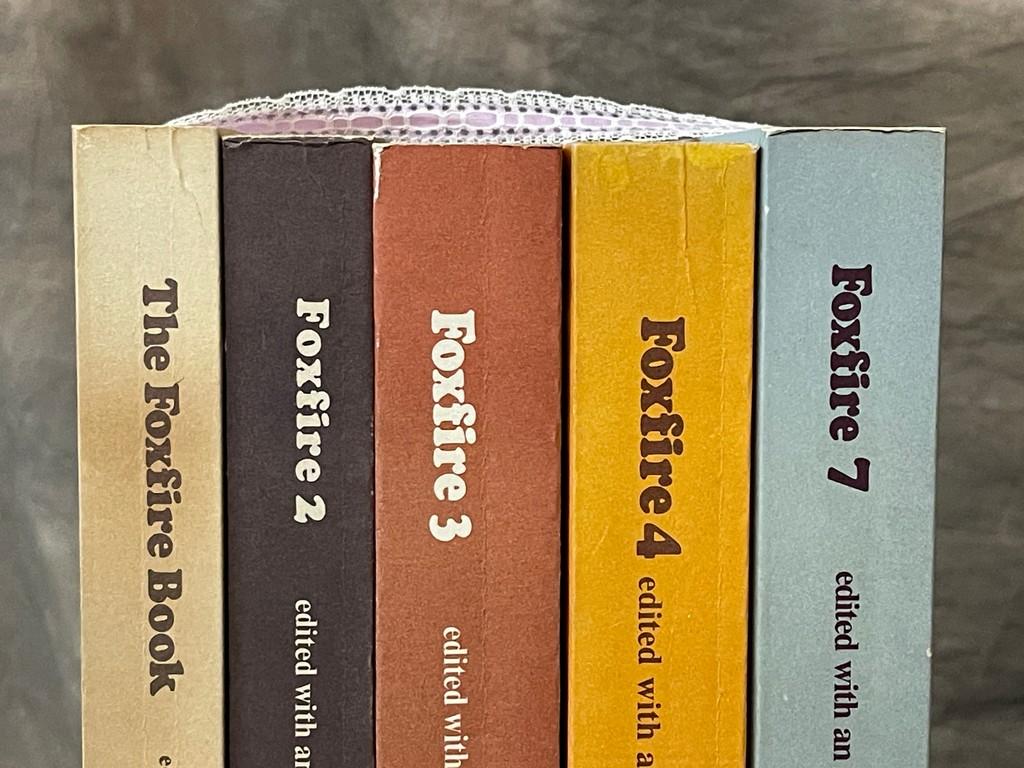 The Foxfire Book e
Foxfire 2 edited with an
Foxfire 3 edited with
Foxfire 4 edited with a
Foxfire 7 edited with an